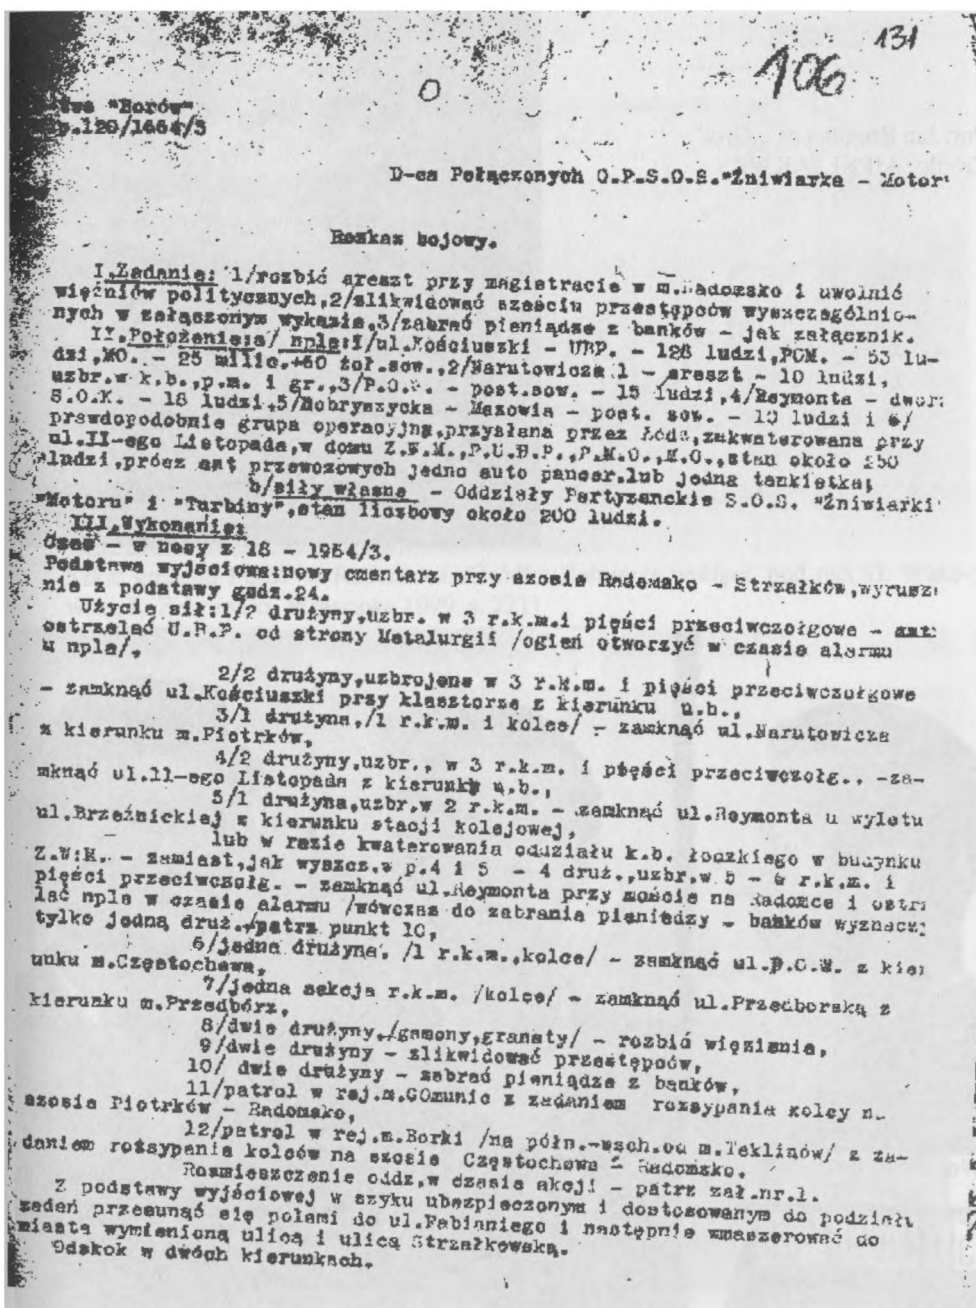 131
106
"Borów"
p.120/1664/3
D-ca Połączonych O.P.S.O.S."Żniwiarka - Motor"
Rozkaz bojowy.
I.Zadanie: 1/rozbić areszt przy magistracie w m.Radomsko i uwolnić
więźniów politycznych,2/zlikwidować sześciu przestępców wyszczególnio-
nych w załączonym wykazie,3/zabrać pieniądze z banków - jak załącznik.
II.Położenie:a/ npla:1/ul.Kościuszki - UBP. - 126 ludzi,PCM. - 53 lu-
dzi,MO. - 25 milic.+60 żoł.sow.,2/Narutowicza 1 - areszt - 10 ludzi,
uzbr.w k.b.,p.m. i gr.,3/P.O.W. - post.sow. - 15 ludzi,4/Reymonta - dworz
S.O.K. - 18 ludzi,5/Dobryszycka - Mazowia - post. sow. - 10 ludzi i 6/
prawdopodobnie grupa operacyjna,przysłana przez Łódź,zakwaterowana przy
ul.II-ego Listopada,w domu Z.W.M.,P.U.B.P.,P.M.O.,M.O.,stan około 250
ludzi,prócz aut przewozowych jedno auto pancer.lub jedna tankietka;
b/siły własne - Oddziały Partyzanckie S.O.S. "Żniwiarki"
"Motoru" i "Turbiny",stan liczbowy około 200 ludzi.
III.Wykonanie:
Czas - w nocy z 18 - 1954/3.
Podstawa wyjściowa:nowy cmentarz przy szosie Radomsko - Strzałków,wyrusze
nie z podstawy godz.24.
Użycie sił:1/2 drużyny,uzbr. w 3 r.k.m.i pięści przeciwczołgowe -
ostrzelać U.B.P. od strony Metalurgii /ogień otworzyć w czasie alarmu
u npla/,
2/2 drużyny,uzbrojone w 3 r.k.m. i pięści przeciwczołgowe
- zamknąć ul.Kościuszki przy klasztorze z kierunku u.b.,
3/1 drużyna,/1 r.k.m. i kolce/ - zamknąć ul.Narutowicza
z kierunku m.Piotrków,
4/2 drużyny,uzbr., w 3 r.k.m. i pięści przeciwczołg., -za-
mknąć ul.11-ego Listopada z kierunku u.b.,
5/1 drużyna,uzbr.w 2 r.k.m. - zamknąć ul.Reymonta u wylotu
ul.Brzeźnickiej z kierunku stacji kolejowej,
lub w razie kwaterowania oddziału k.b. łódzkiego w budynku
Z.W.M. - zamiast,jak wyszcz.w p.4 i 5 - 4 druż.,uzbr.w 5 - 6 r.k.m. i
pięści przeciwczołg. - zamknąć ul.Reymonta przy moście na Radomce i ostrz
lać npla w czasie alarmu /wówczas do zabrania pieniędzy - banków wyznaczy
tylko jedną druż./patrz punkt 10,
6/jedna drużyna, /1 r.k.m.,kolce/ - zamknąć ul.P.O.W. z kier
unku m.Częstochowa,
7/jedna sekcja r.k.m. /kolce/ - zamknąć ul.Przedborską z
kierunku m.Przedbórz,
8/dwie drużyny,/gamony,granaty/ - rozbić więzienie,
9/dwie drużyny - zlikwidować przestępców,
10/ dwie drużyny - zabrać pieniądze z banków,
11/patrol w rej.m.GOmunic z zadaniem rozsypania kolcy n.
szosie Piotrków - Radomsko,
12/patrol w rej.m.Borki /na półn.-wsch.od m.Teklinów/ z za-
daniem rozsypania kolców na szosie Częstochowa - Radomsko.
Rozmieszczenie oddz.w czasie akcji - patrz zał.nr.1.
Z podstawy wyjściowej w szyku ubezpieczonym i dostosowanym do podziału
zadań przesunąć się polami do ul.Fabianiego i następnie wmaszerować do
miasta wymienioną ulicą i ulicą Strzałkowską.
Odskok w dwóch kierunkach.